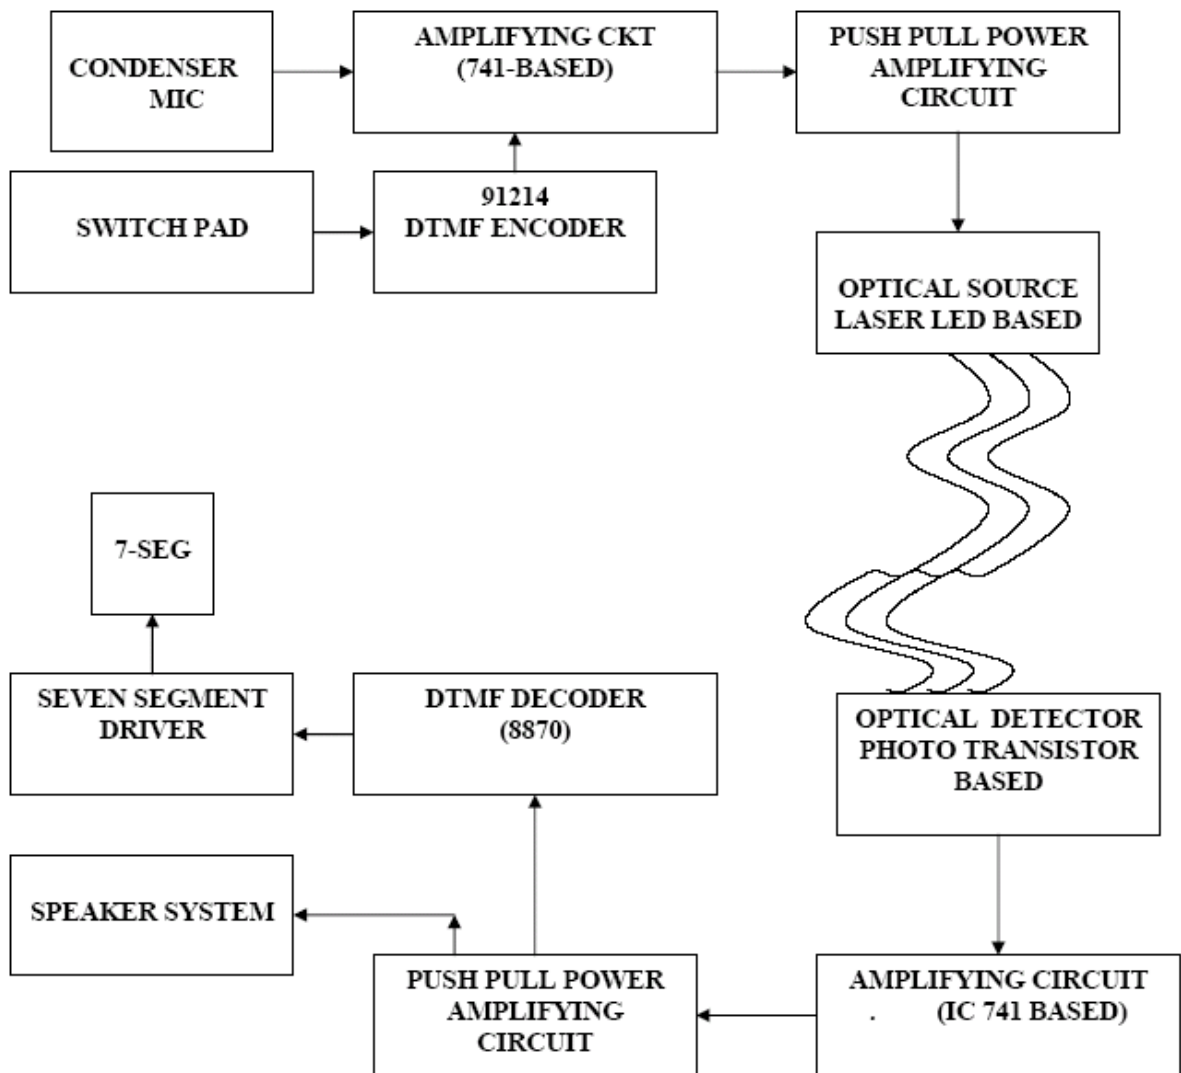 CONDENSER
MIC
AMPLIFYING CKT
(741-BASED)
PUSH PULL POWER
AMPLIFYING
CIRCUIT
SWITCH PAD
91214
DTMF ENCODER
OPTICAL SOURCE
LASER LED BASED
7-SEG
SEVEN SEGMENT
DRIVER
DTMF DECODER
(8870)
OPTICAL DETECTOR
PHOTO TRANSISTOR
BASED
SPEAKER SYSTEM
PUSH PULL POWER
AMPLIFYING
CIRCUIT
AMPLIFYING CIRCUIT
. (IC 741 BASED)